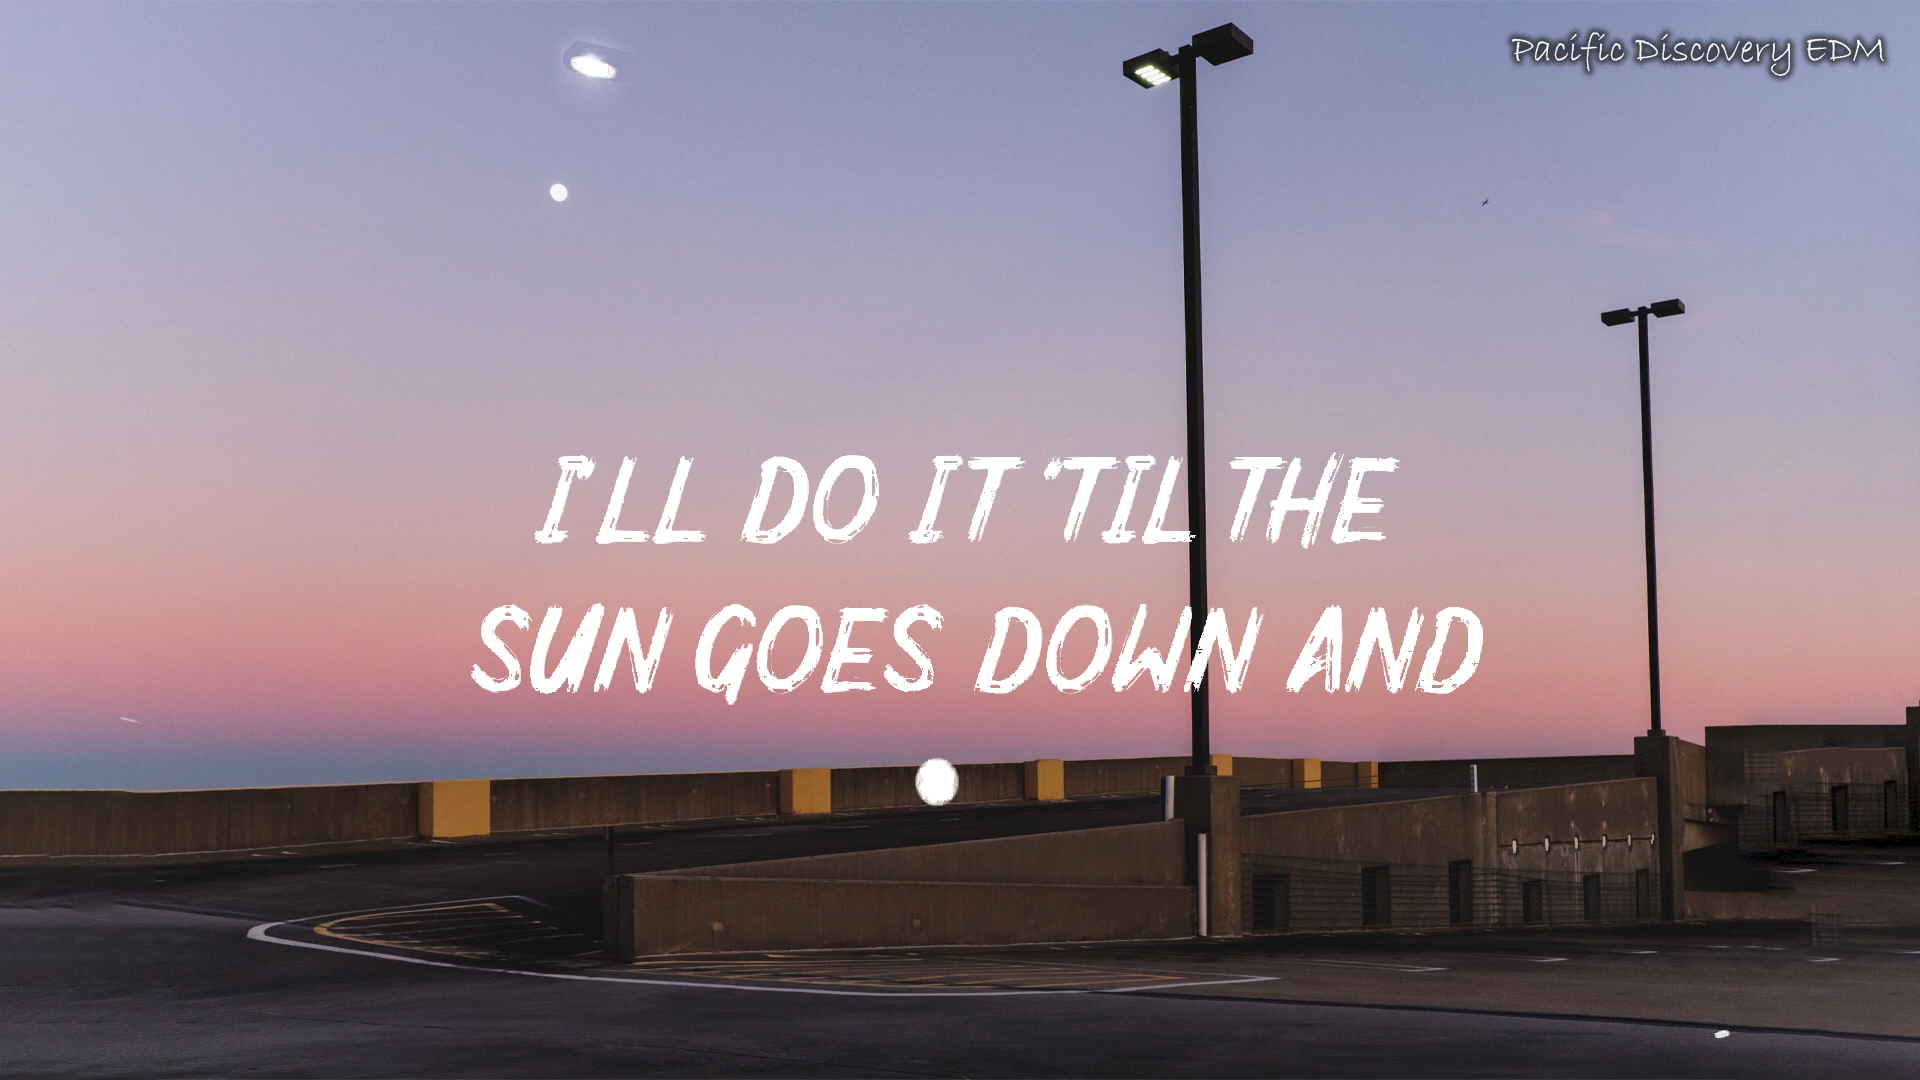 Pacific Discovery EDM
I'LL DO IT 'TIL THE
SUN GOES DOWN AND